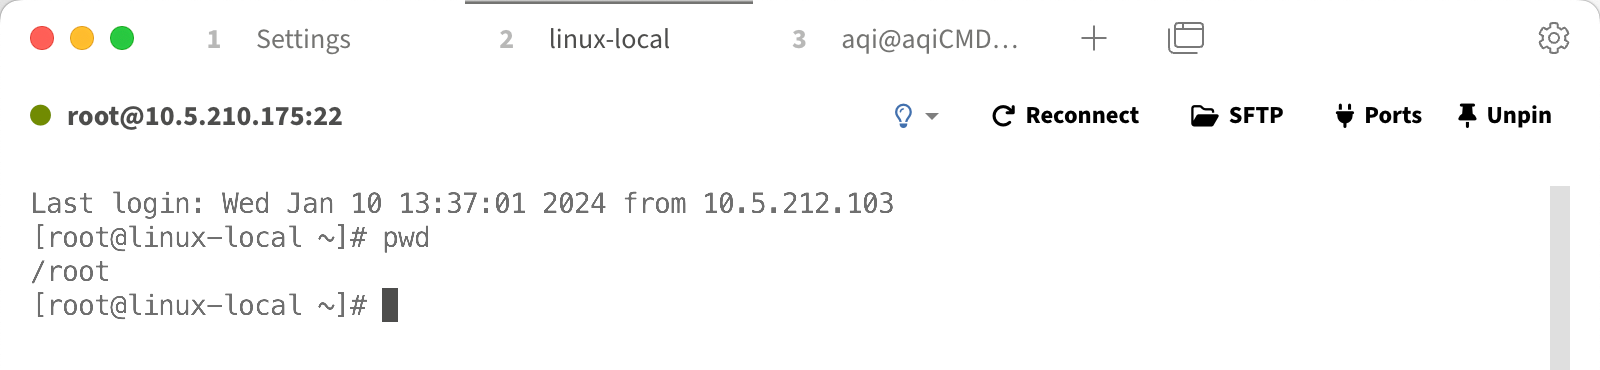 1 Settings 2 linux-local 3 aqi@aqiCMD...
root@10.5.210.175:22 Reconnect SFTP Ports Unpin
Last login: Wed Jan 10 13:37:01 2024 from 10.5.212.103
[root@linux-local ~]# pwd
/root
[root@linux-local ~]#